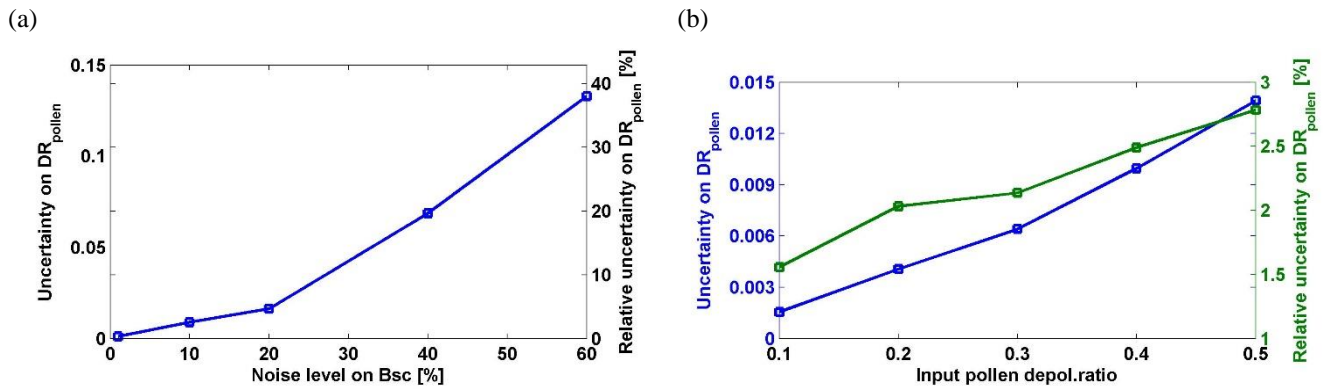 (a)
(b)
Uncertainty on DRpollen
0.15
0.1
0.05
0
40
30
20
10
0
Relative uncertainty on DRpollen [%]
0 10 20 30 40 50 60
Noise level on Bsc [%]
Uncertainty on DRpollen
0.015
0.012
0.009
0.006
0.003
0
3
2.5
2
1.5
1
Relative uncertainty on DRpollen [%]
0.1 0.2 0.3 0.4 0.5
Input pollen depol.ratio